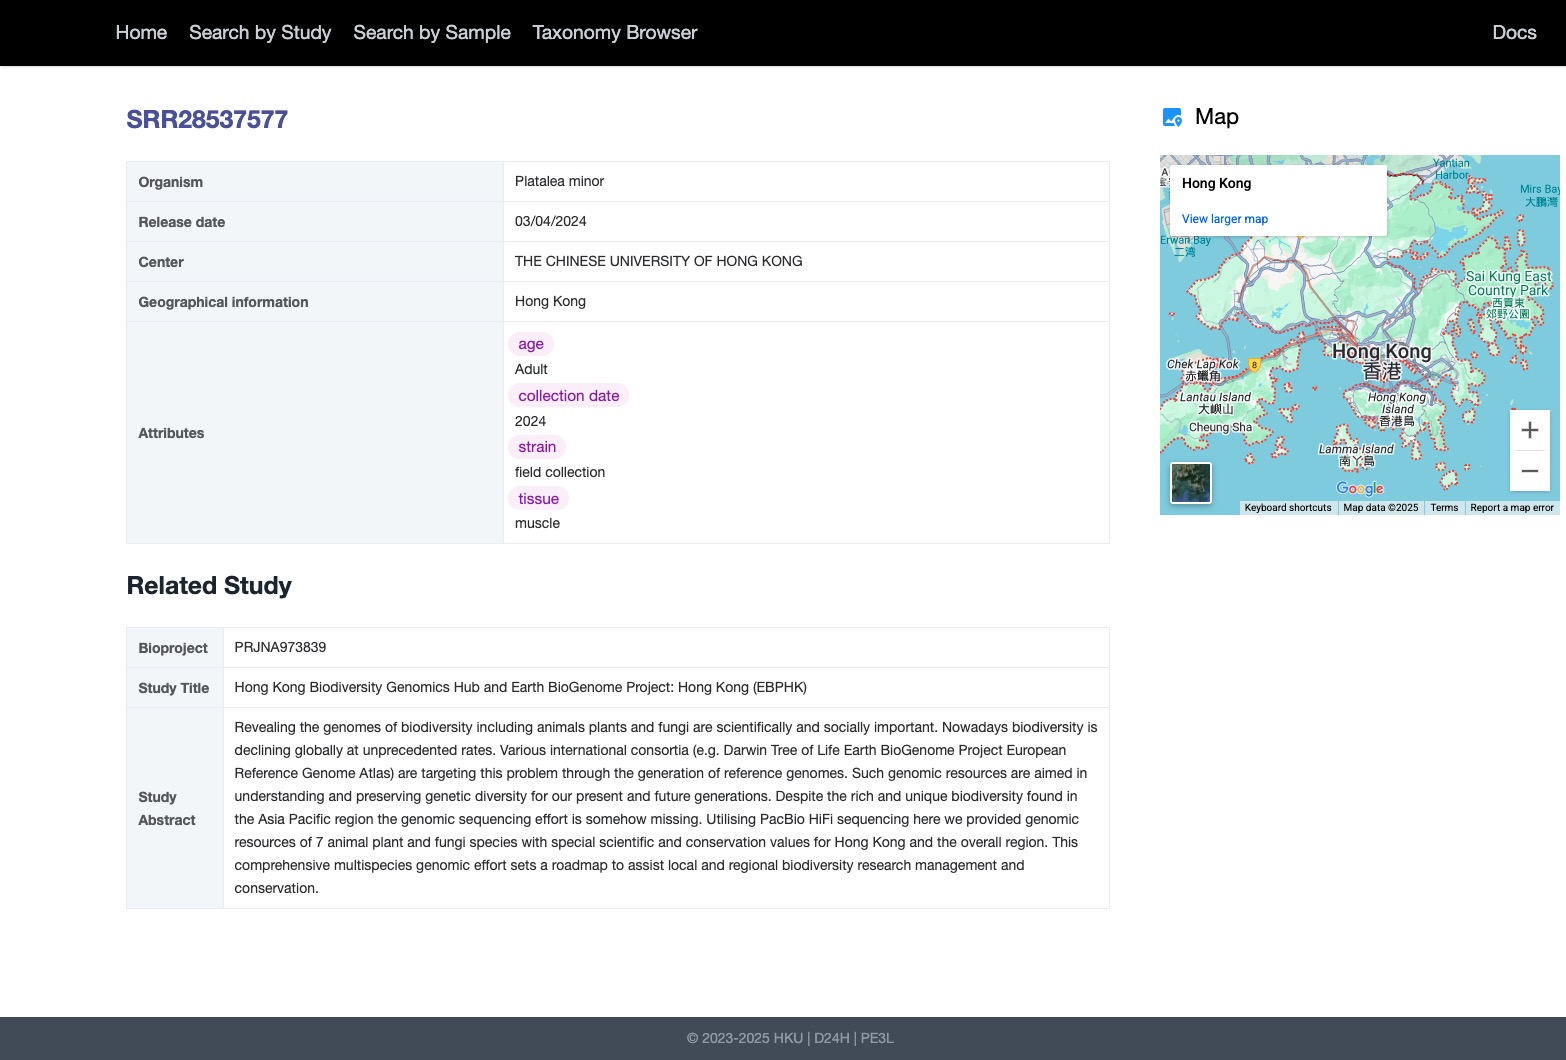 Home Search by Study Search by Sample Taxonomy Browser Docs
SRR28537577
Organism Platalea minor
Release date 03/04/2024
Center THE CHINESE UNIVERSITY OF HONG KONG
Geographical information Hong Kong
Attributes
age
Adult
collection date
2024
strain
field collection
tissue
muscle
Related Study
Bioproject PRJNA973839
Study Title Hong Kong Biodiversity Genomics Hub and Earth BioGenome Project: Hong Kong (EBPHK)
Study
Abstract
Revealing the genomes of biodiversity including animals plants and fungi are scientifically and socially important. Nowadays biodiversity is
declining globally at unprecedented rates. Various international consortia (e.g. Darwin Tree of Life Earth BioGenome Project European
Reference Genome Atlas) are targeting this problem through the generation of reference genomes. Such genomic resources are aimed in
understanding and preserving genetic diversity for our present and future generations. Despite the rich and unique biodiversity found in
the Asia Pacific region the genomic sequencing effort is somehow missing. Utilising PacBio HiFi sequencing here we provided genomic
resources of 7 animal plant and fungi species with special scientific and conservation values for Hong Kong and the overall region. This
comprehensive multispecies genomic effort sets a roadmap to assist local and regional biodiversity research management and
conservation.
Map
Hong Kong
View larger map
Yantian
Harbor
Mirs Bay
大鵬灣
Erwan Bay
二湾
Sai Kung East
Country Park
西貢東
郊野公園
Hong Kong
香港
8
Chek Lap Kok
赤鱲角
Lantau Island
大嶼山
Cheung Sha
Hong Kong
Island
香港島
Lamma Island
南丫島
Google
Keyboard shortcuts Map data ©2025 Terms Report a map error
© 2023-2025 HKU | D24H | PE3L